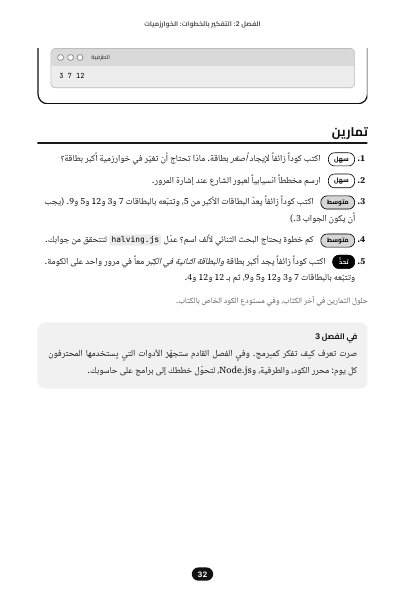 الفصل 2: التفكير بالخطوات: الخوارزميات
الطرفية
3 7 12
تمارين
1. سهل اكتب كوداً زائفاً لإيجاد أصغر بطاقة. ماذا تحتاج أن تغيّر في خوارزمية أكبر بطاقة؟
2. سهل ارسم مخططاً انسيابياً لعبور الشارع عند إشارة المرور.
3. متوسط اكتب كوداً زائفاً يعدّ البطاقات الأكبر من 5، وتتبّعه بالبطاقات 7 و3 و12 و5 و9. (يجب
أن يكون الجواب 3.)
4. متوسط كم خطوة يحتاج البحث الثنائي لألف اسم؟ عدّل halving.js لتتحقق من جوابك.
5. تحدٍّ اكتب كوداً زائفاً يجد أكبر بطاقة والبطاقة الثانية في الكِبر معاً في مرور واحد على الكومة.
وتتبّعه بالبطاقات 7 و3 و12 و5 و9، ثم بـ 12 و12 و4.
حلول التمارين في آخر الكتاب، وفي مستودع الكود الخاص بالكتاب.
في الفصل 3
صرت تعرف كيف تفكر كمبرمج. وفي الفصل القادم ستجهّز الأدوات التي يستخدمها المحترفون
كل يوم: محرر الكود، والطرفية، وNode.js، لتحوّل خططك إلى برامج على حاسوبك.
32